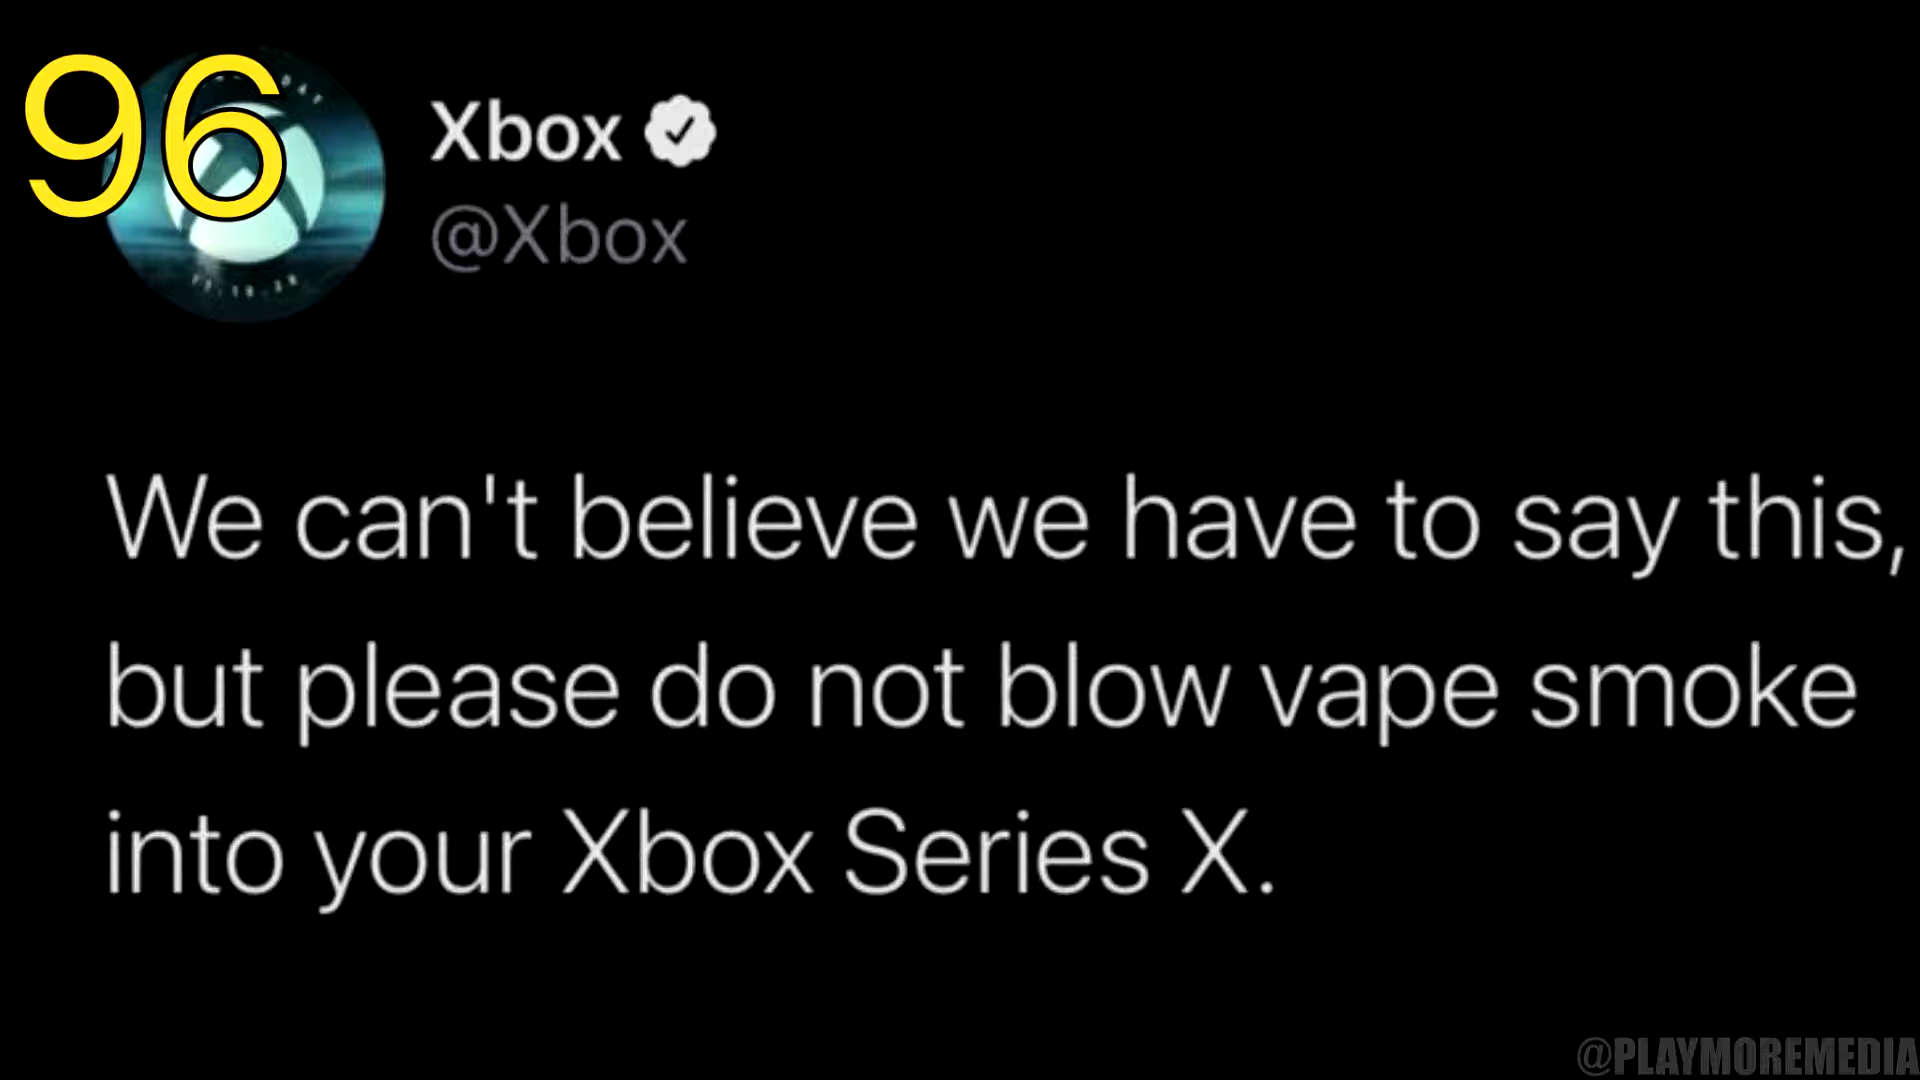 96
Xbox
@Xbox
We can't believe we have to say this,
but please do not blow vape smoke
into your Xbox Series X.
@PLAYMOREMEDIA